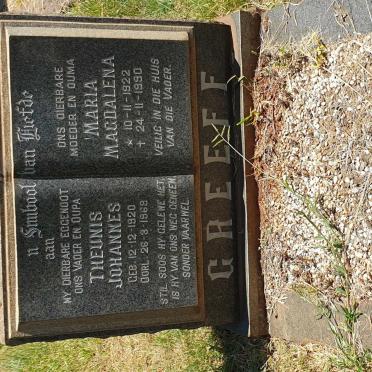 'n Simbool van Liefde
aan
MY DIERBARE EGGENOOT
ONS VADER EN OUPA
THEUNIS
JOHANNES
GEB. 12-12-1920
OORL. 26-3-1968
STIL SOOS HY GELEWE HET,
IS HY VAN ONS WEG GENEEM
SONDER VAARWEL.
ONS DIERBARE
MOEDER EN OUMA
MARIA
MAGDALENA
* 10-11-1922
+ 24-11-1990
VEILIG IN DIE HUIS
VAN DIE VADER
GREEFF